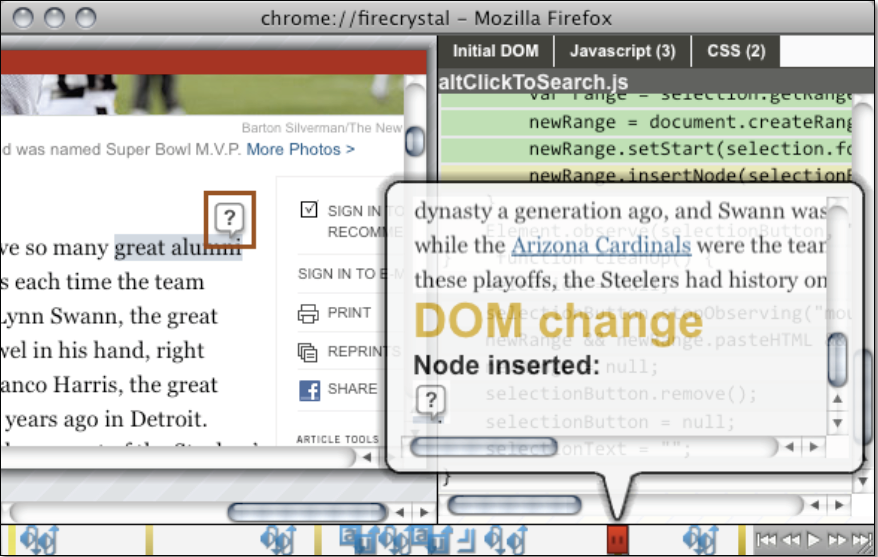 chrome://firecrystal – Mozilla Firefox
Initial DOM
Javascript (3)
CSS (2)
altClickToSearch.js
var range = selection.getRange
newRange = document.createRang
newRange.setStart(selection.fo
newRange.insertNode(selectionB
Barton Silverman/The New
d was named Super Bowl M.V.P. More Photos >
?
ve so many great alumni
s each time the team
Lynn Swann, the great
vel in his hand, right
anco Harris, the great
years ago in Detroit.
SIGN IN TO
RECOMME
SIGN IN TO E-M
PRINT
REPRINTS
SHARE
ARTICLE TOOLS
dynasty a generation ago, and Swann was
while the Arizona Cardinals were the tear
these playoffs, the Steelers had history on
DOM change
Node inserted:
?
Element.observe(selectionButton,
function cleanup() {
selectionButton.stopObserving("mou
newRange && newRange.pasteHTML &
null;
selectionButton.remove();
selectionButton = null;
selectionText = "";
}